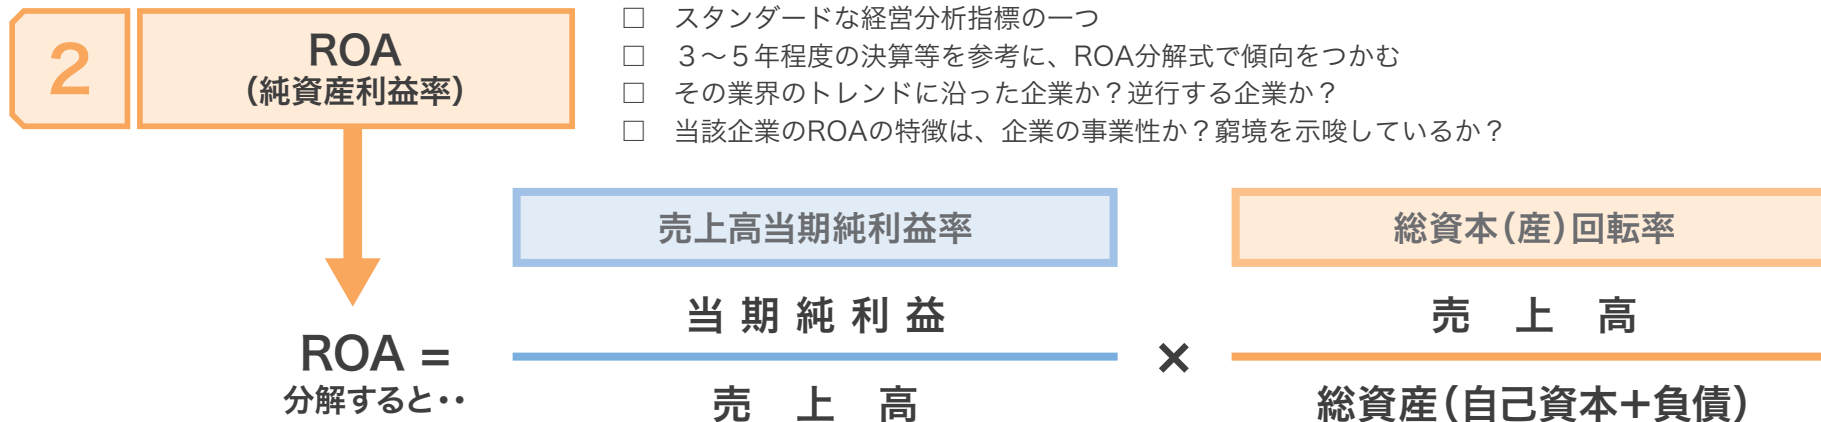 2
ROA
（純資産利益率）
□ スタンダードな経営分析指標の一つ
□ ３～５年程度の決算等を参考に、ROA分解式で傾向をつかむ
□ その業界のトレンドに沿った企業か？逆行する企業か？
□ 当該企業のROAの特徴は、企業の事業性か？窮境を示唆しているか？
売上高当期純利益率
総資本（産）回転率
ROA =
分解すると・・
当期純利益
売上高
×
売上高
総資産（自己資本＋負債）